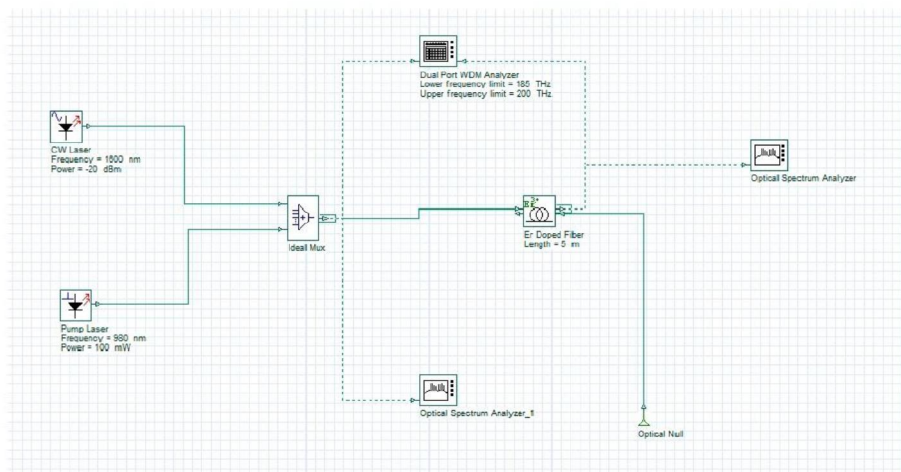 Dual Port WDM Analyzer
Lower frequency limit = 185 THz
Upper frequency limit = 200 THz
CW Laser
Frequency = 1600 nm
Power = -20 dBm
Optical Spectrum Analyzer
Er Doped Fiber
Length = 5 m
Ideal Mux
Pump Laser
Frequency = 980 nm
Power = 100 mW
Optical Spectrum Analyzer_1
Optical Null